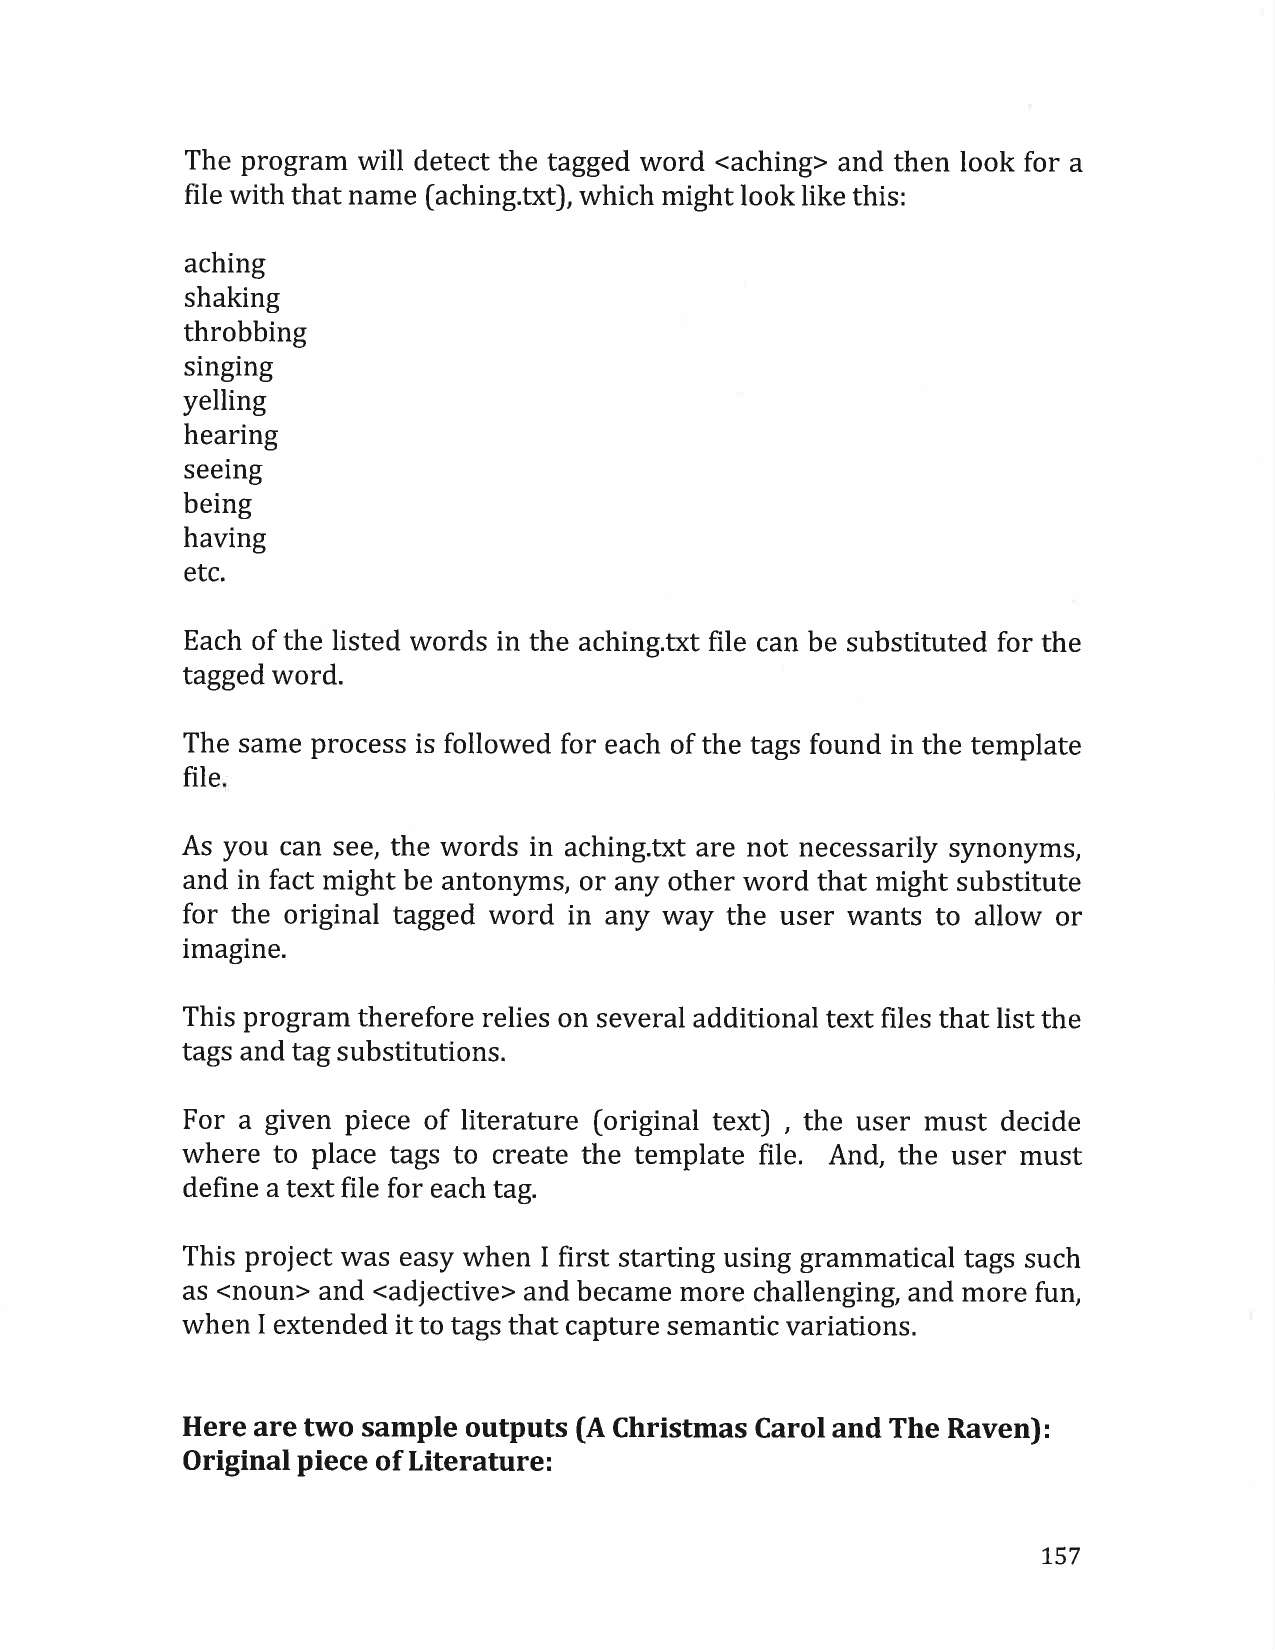 The program will detect the tagged word <aching> and then look for a
file with that name (aching.txt), which might look like this:
aching
shaking
throbbing
singing
yelling
hearing
seeing
being
having
etc.
Each of the listed words in the aching.txt file can be substituted for the
tagged word.
The same process is followed for each of the tags found in the template
file.
As you can see, the words in aching.txt are not necessarily synonyms,
and in fact might be antonyms, or any other word that might substitute
for the original tagged word in any way the user wants to allow or
imagine.
This program therefore relies on several additional text files that list the
tags and tag substitutions.
For a given piece of literature (original text) , the user must decide
where to place tags to create the template file.  And, the user must
define a text file for each tag.
This project was easy when I first starting using grammatical tags such
as <noun> and <adjective> and became more challenging, and more fun,
when I extended it to tags that capture semantic variations.
Here are two sample outputs (A Christmas Carol and The Raven):
Original piece of Literature:
157